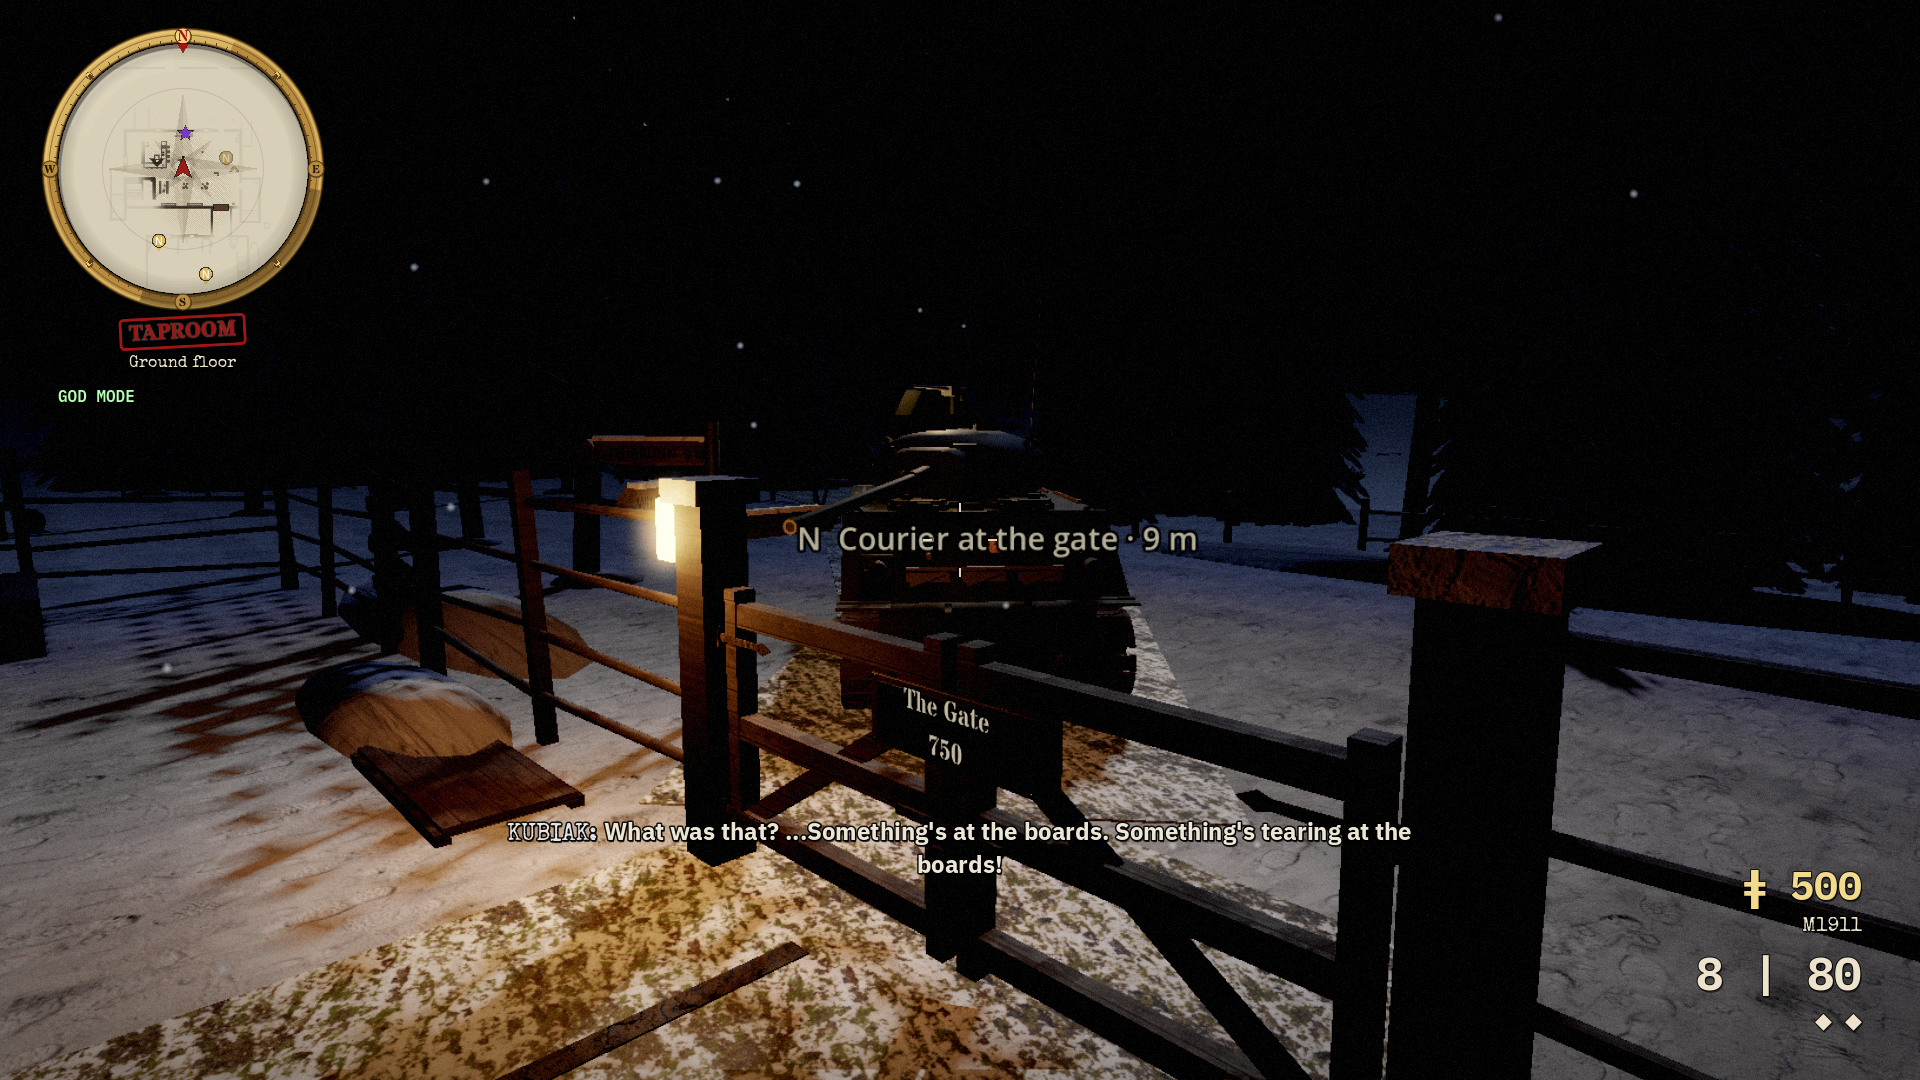 N
W
E
N
N
N
S
TAPROOM
Ground floor
GOD MODE
N Courier at the gate · 9 m
The Gate
750
KUBIAK: What was that? ...Something's at the boards. Something's tearing at the
boards!
500
M1911
8 | 80